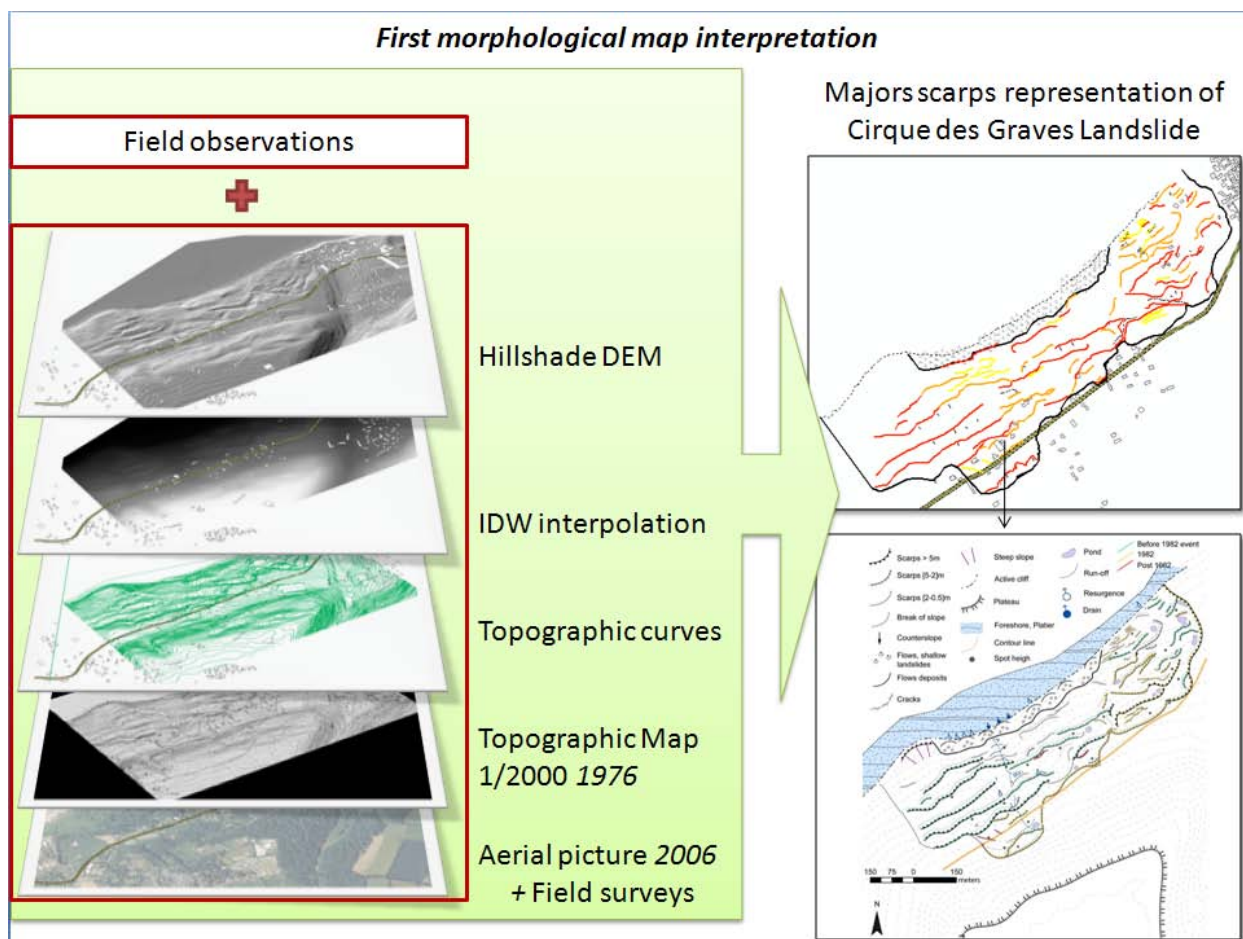 First morphological map interpretation
Field observations
Hillshade DEM
IDW interpolation
Topographic curves
Topographic Map
1/2000 1976
Aerial picture 2006
+ Field surveys
Majors scarps representation of
Cirque des Graves Landslide
Scarps > 5m
Scarps [5-2]m
Scarps [2-0.5]m
Break of slope
Counterslope
Flows, shallow
landslides
Flows deposits
Cracks
Steep slope
Active cliff
Plateau
Foreshore, Plater
Contour line
Spot heigh
Pond
Run-off
Resurgence
Drain
Before 1982 event
1982
Post 1982
150 75 0 150
meters
N